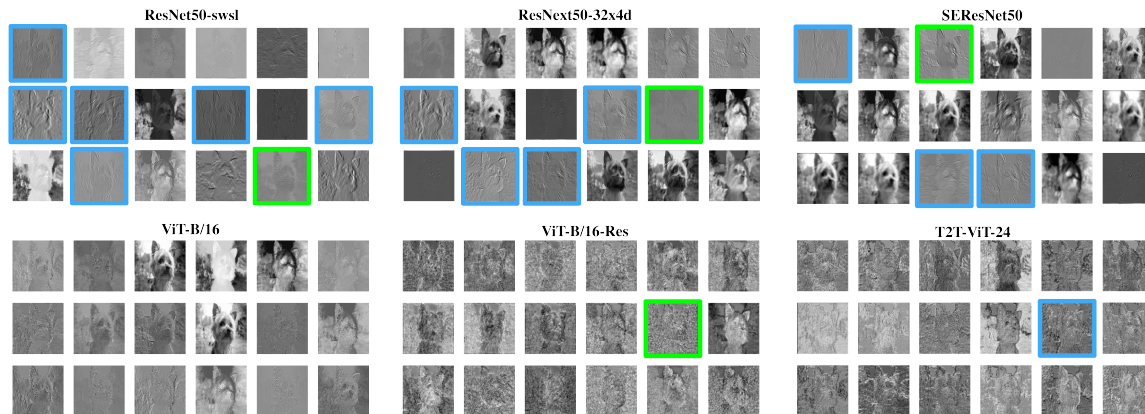 ResNet50-swsl
ResNext50-32x4d
SEResNet50
ViT-B/16
ViT-B/16-Res
T2T-ViT-24